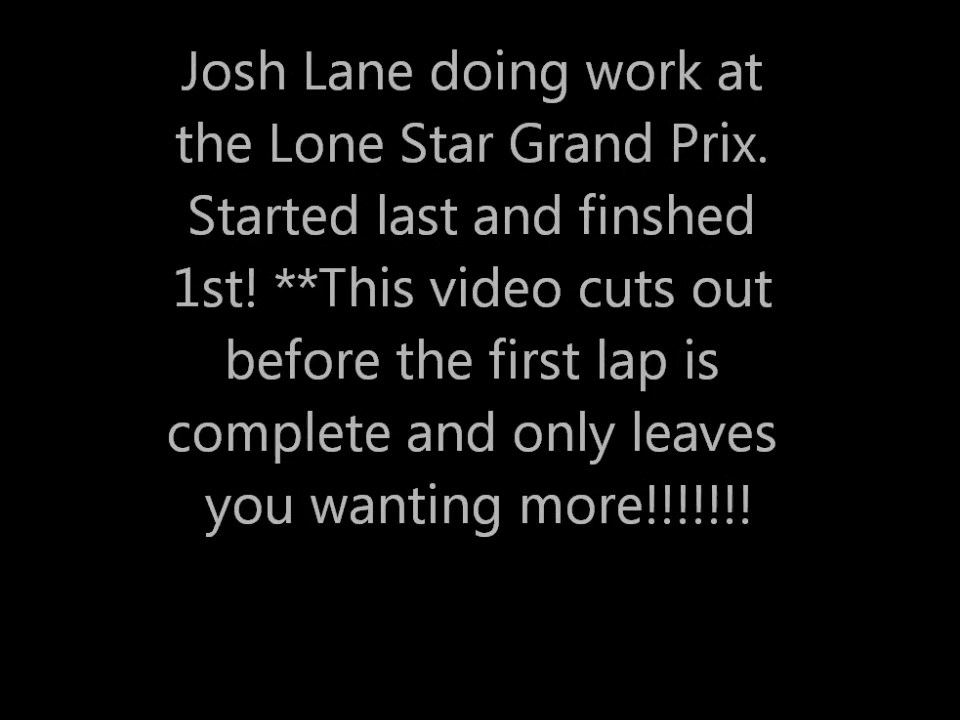 Josh Lane doing work at
the Lone Star Grand Prix.
Started last and finshed
1st! **This video cuts out
before the first lap is
complete and only leaves
you wanting more!!!!!!!